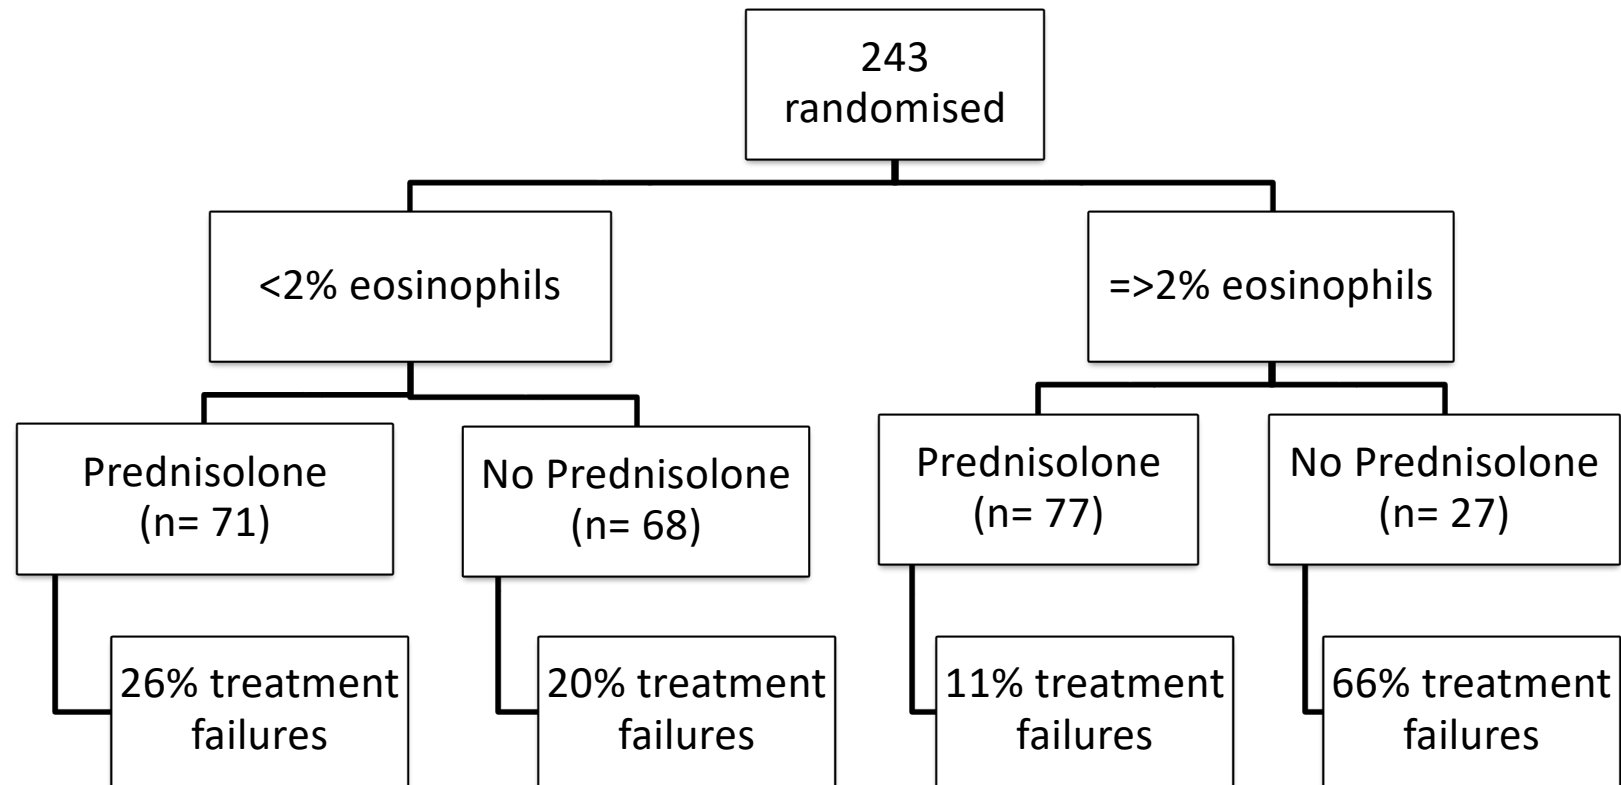 243
randomised
<2% eosinophils
=>2% eosinophils
Prednisolone
(n= 71)
No Prednisolone
(n= 68)
Prednisolone
(n= 77)
No Prednisolone
(n= 27)
26% treatment
failures
20% treatment
failures
11% treatment
failures
66% treatment
failures